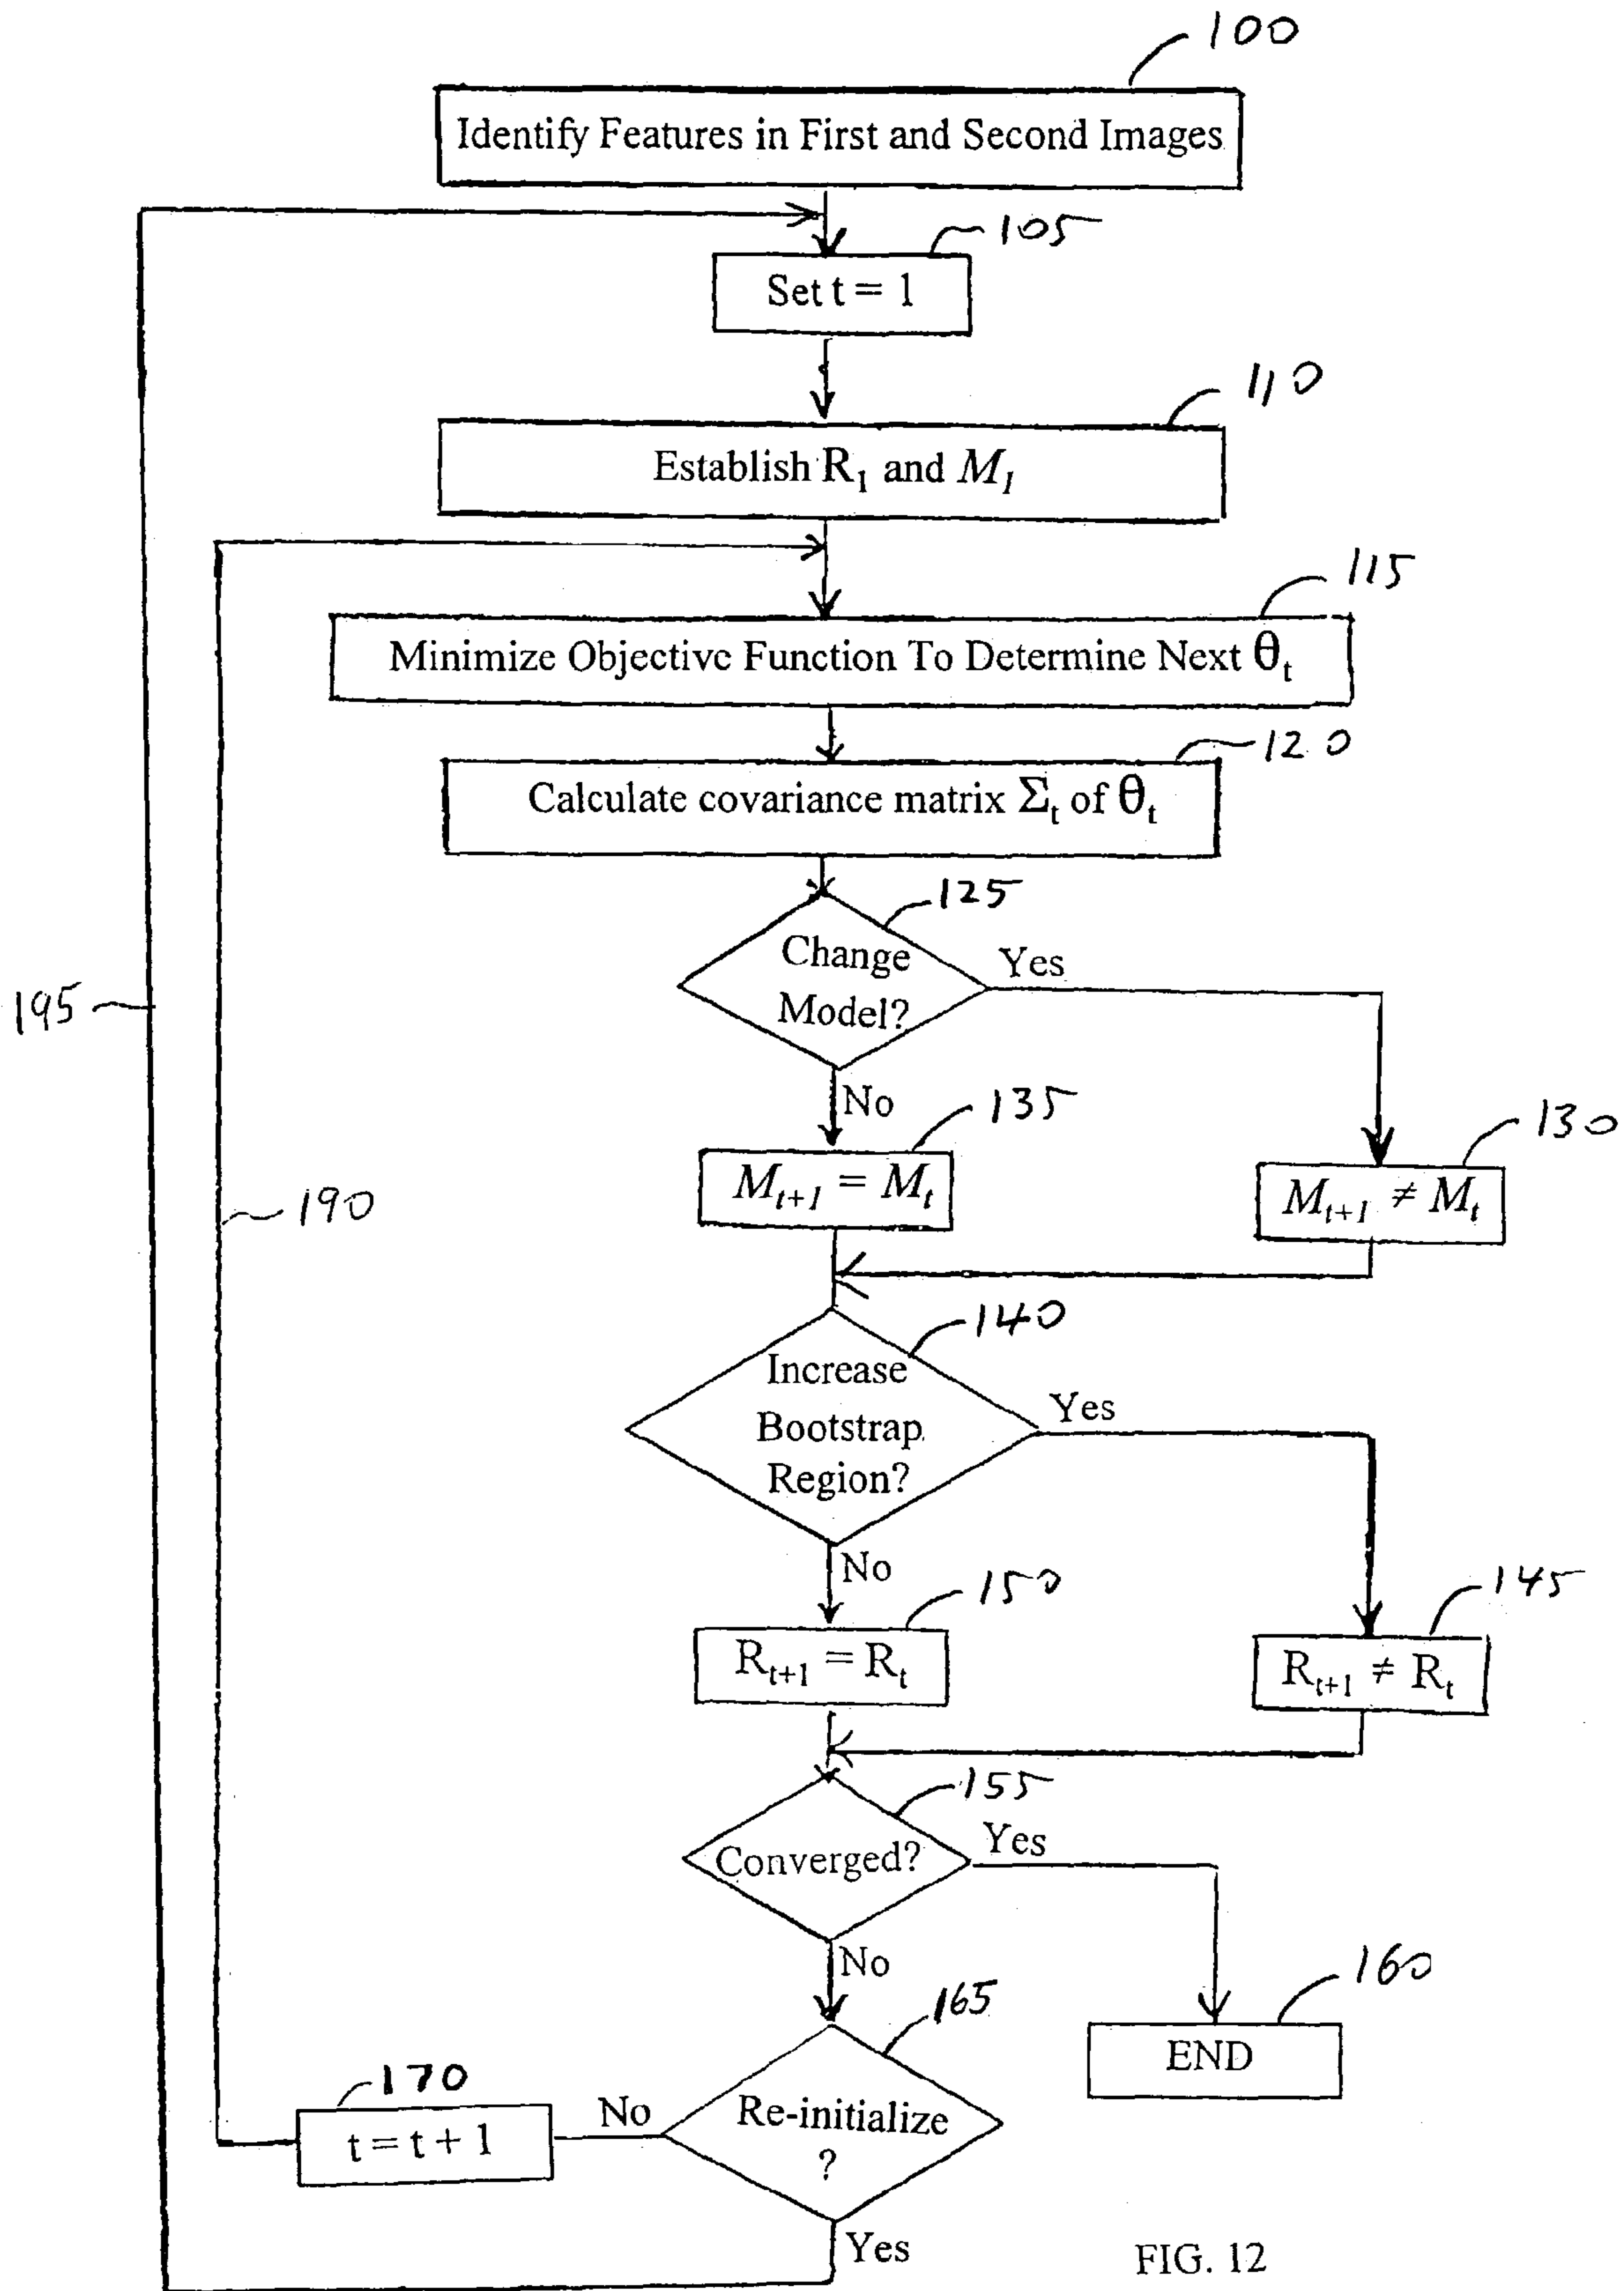 100
Identify Features in First and Second Images
105
Set t = 1
110
Establish R₁ and M₁
115
Minimize Objective Function To Determine Next θₜ
120
Calculate covariance matrix Σₜ of θₜ
125
Change
Model?
Yes
195
No
135
130
Mₜ₊₁ = Mₜ
Mₜ₊₁ ≠ Mₜ
190
140
Increase
Bootstrap
Region?
Yes
No
150
145
Rₜ₊₁ = Rₜ
Rₜ₊₁ ≠ Rₜ
155
Converged?
Yes
No
160
165
END
170
t = t + 1
No
Re-initialize
?
Yes
FIG. 12